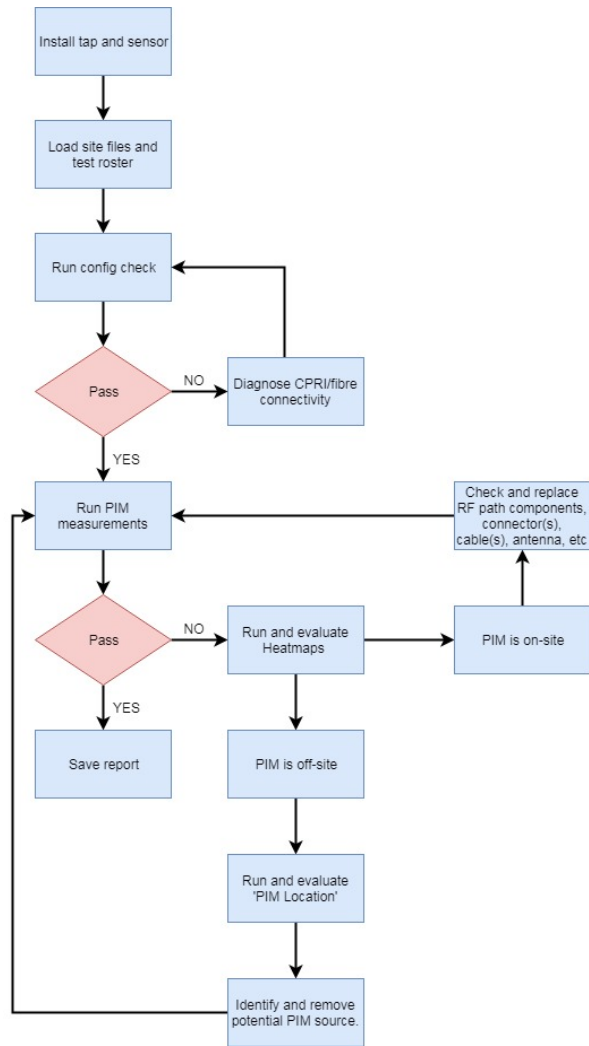 Install tap and sensor
Load site files and
test roster
Run config check
Pass
NO
Diagnose CPRI/fibre
connectivity
YES
Run PIM
measurements
Check and replace
RF path components,
connector(s),
cable(s), antenna, etc
Pass
NO
Run and evaluate
Heatmaps
PIM is on-site
YES
Save report
PIM is off-site
Run and evaluate
'PIM Location'
Identify and remove
potential PIM source.